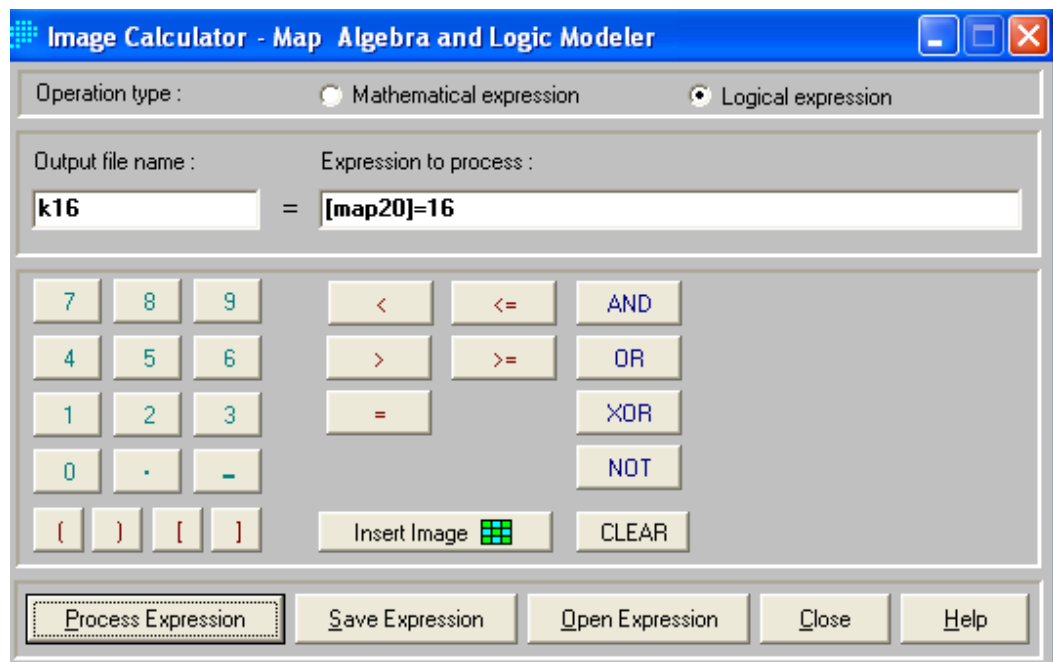 Image Calculator - Map Algebra and Logic Modeler
Operation type : Mathematical expression Logical expression
Output file name : Expression to process :
k16 = [map20]=16
7 8 9 < <= AND
4 5 6 > >= OR
1 2 3 = XOR
0 . - NOT
( ) [ ] Insert Image CLEAR
Process Expression Save Expression Open Expression Close Help